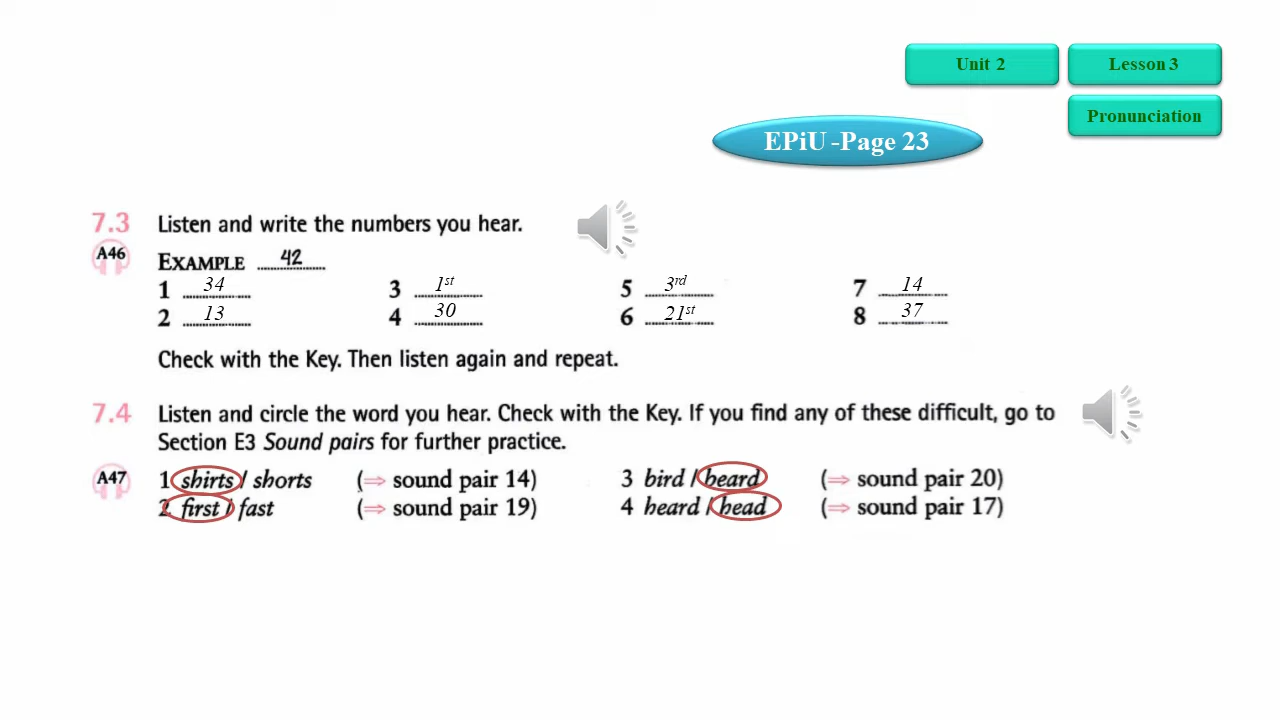 Unit 2
Lesson 3
Pronunciation
EPiU -Page 23
7.3 Listen and write the numbers you hear.
A46 EXAMPLE 42
1 34 3 1st 5 3rd 7 14
2 13 4 30 6 21st 8 37
Check with the Key. Then listen again and repeat.
7.4 Listen and circle the word you hear. Check with the Key. If you find any of these difficult, go to
Section E3 Sound pairs for further practice.
A47 1 shirts / shorts (⇒ sound pair 14) 3 bird / beard (⇒ sound pair 20)
2 first / fast (⇒ sound pair 19) 4 heard / head (⇒ sound pair 17)